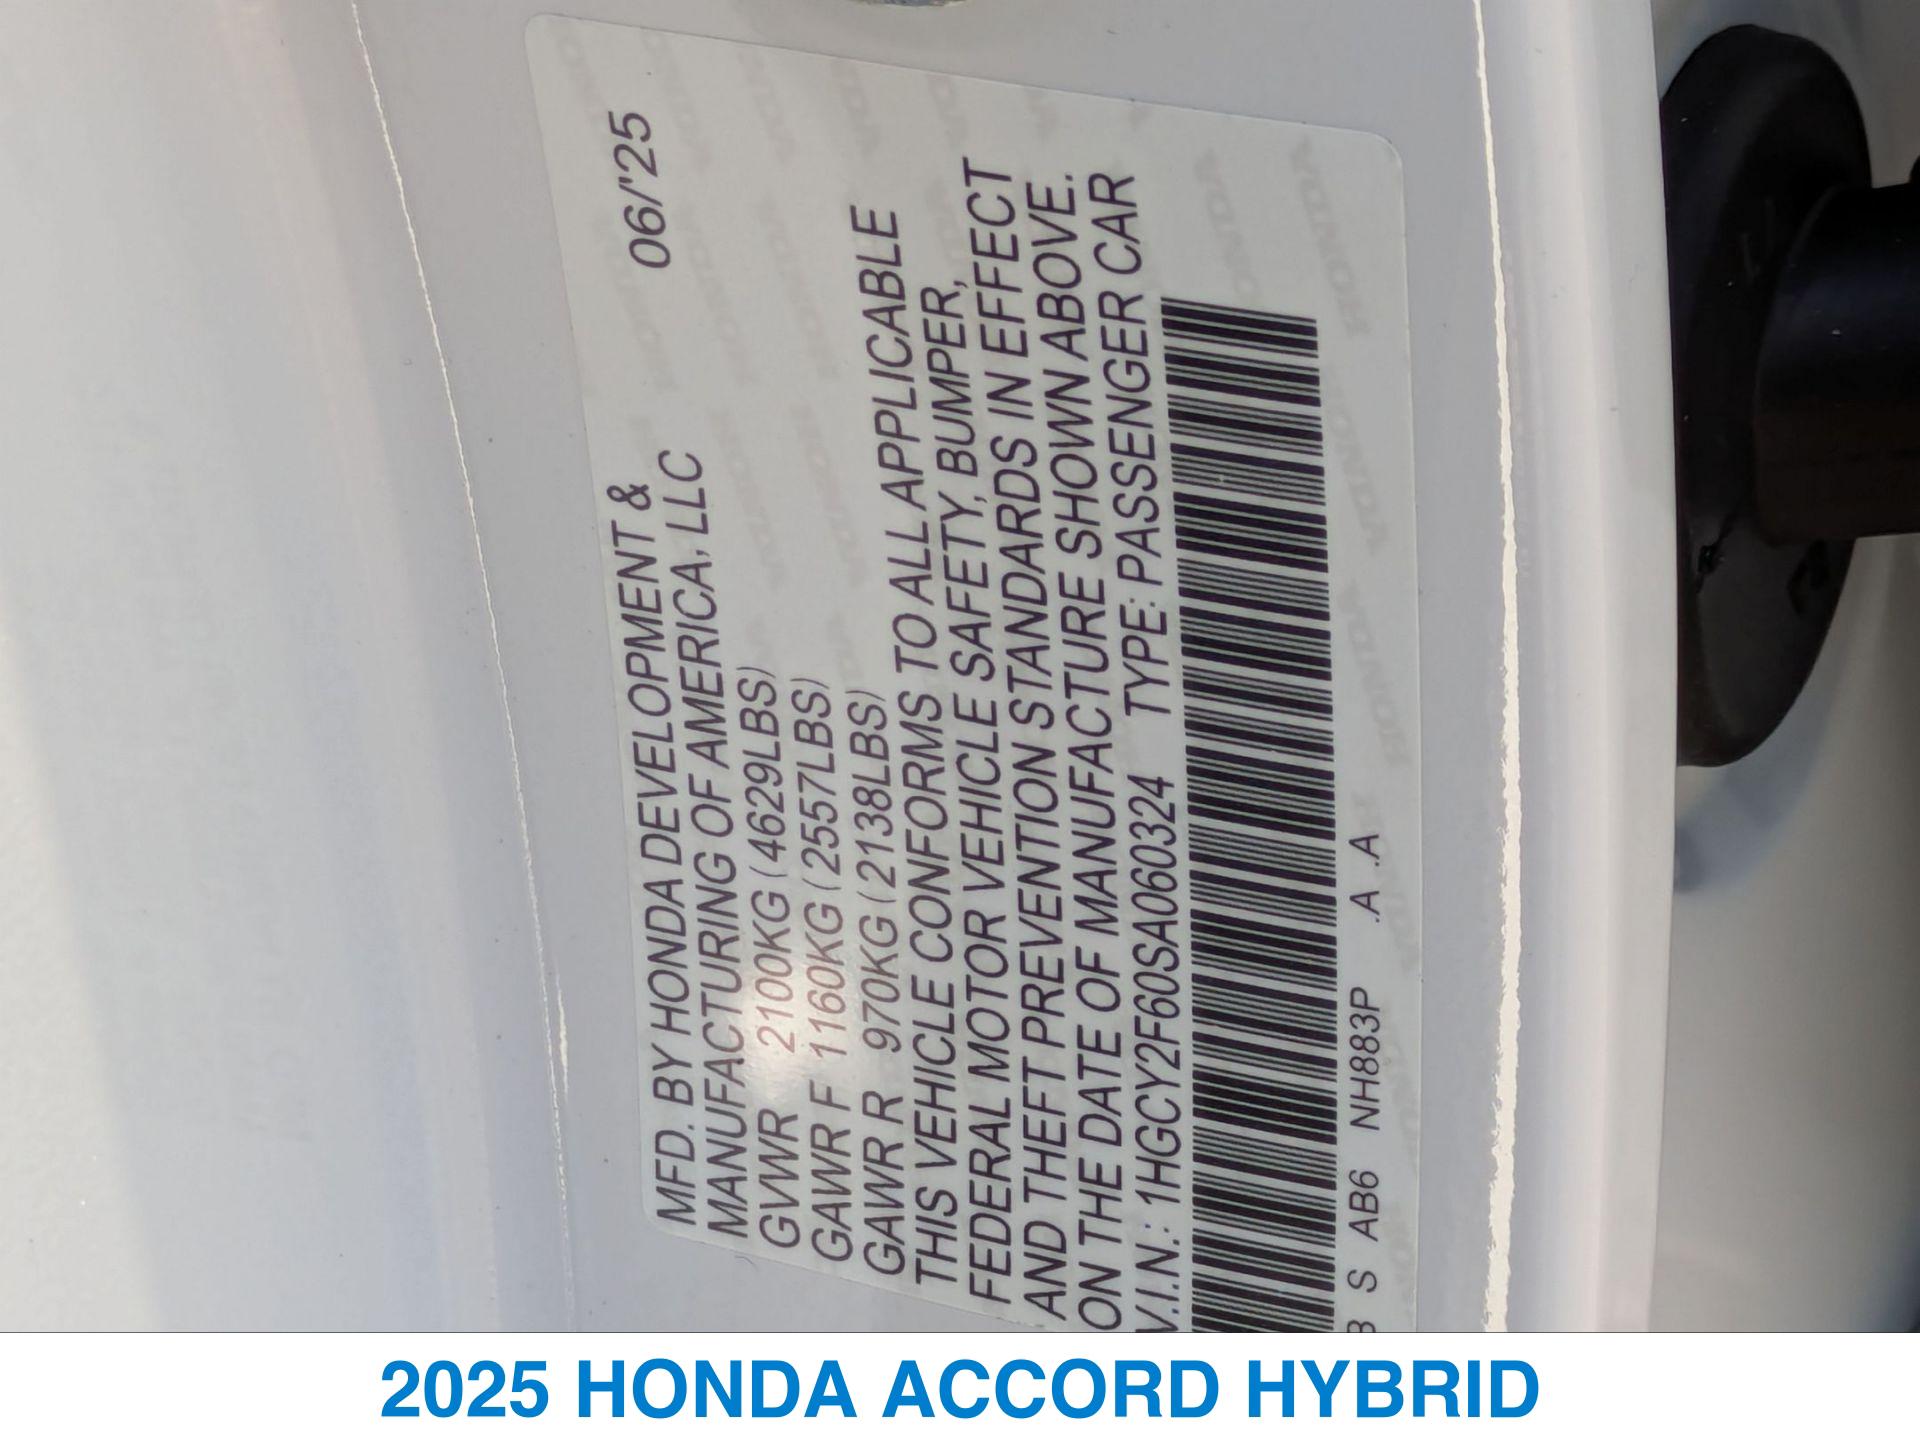 MFD. BY HONDA DEVELOPMENT & 06/'25
MANUFACTURING OF AMERICA, LLC
GVWR 2100KG (4629LBS)
GAWR F 1160KG (2557LBS)
GAWR R 970KG (2138LBS)
THIS VEHICLE CONFORMS TO ALL APPLICABLE
FEDERAL MOTOR VEHICLE SAFETY, BUMPER,
AND THEFT PREVENTION STANDARDS IN EFFECT
ON THE DATE OF MANUFACTURE SHOWN ABOVE.
V.I.N.: 1HGCY2F60SA060324 TYPE: PASSENGER CAR
S AB6 NH883P .A .A
2025 HONDA ACCORD HYBRID